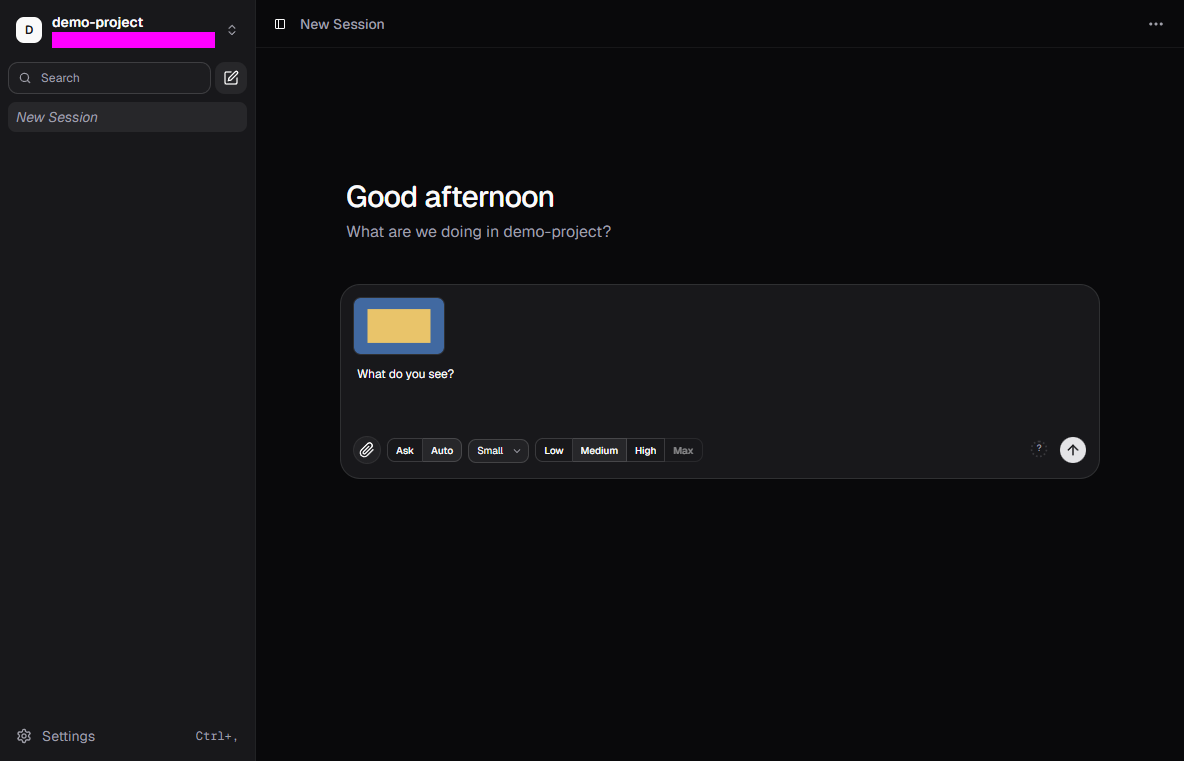 D
demo-project
New Session
Search
New Session
Good afternoon
What are we doing in demo-project?
What do you see?
Ask Auto Small Low Medium High Max ?
Settings Ctrl+,